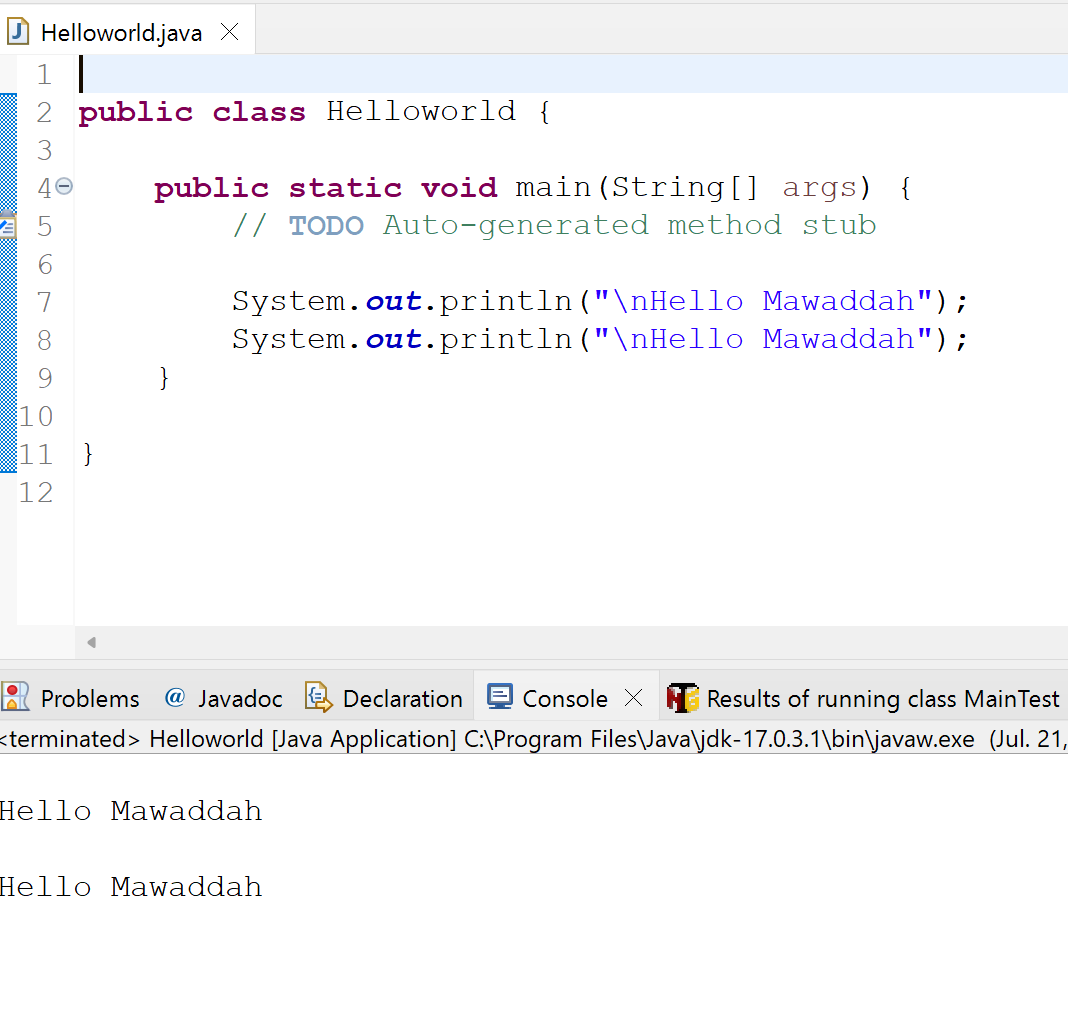 Helloworld.java
1
2 public class Helloworld {
3
4 public static void main(String[] args) {
5 // TODO Auto-generated method stub
6
7 System.out.println("\nHello Mawaddah");
8 System.out.println("\nHello Mawaddah");
9 }
10
11 }
12
Problems @ Javadoc Declaration Console Results of running class MainTest
<terminated> Helloworld [Java Application] C:\Program Files\Java\jdk-17.0.3.1\bin\javaw.exe (Jul. 21,
Hello Mawaddah
Hello Mawaddah